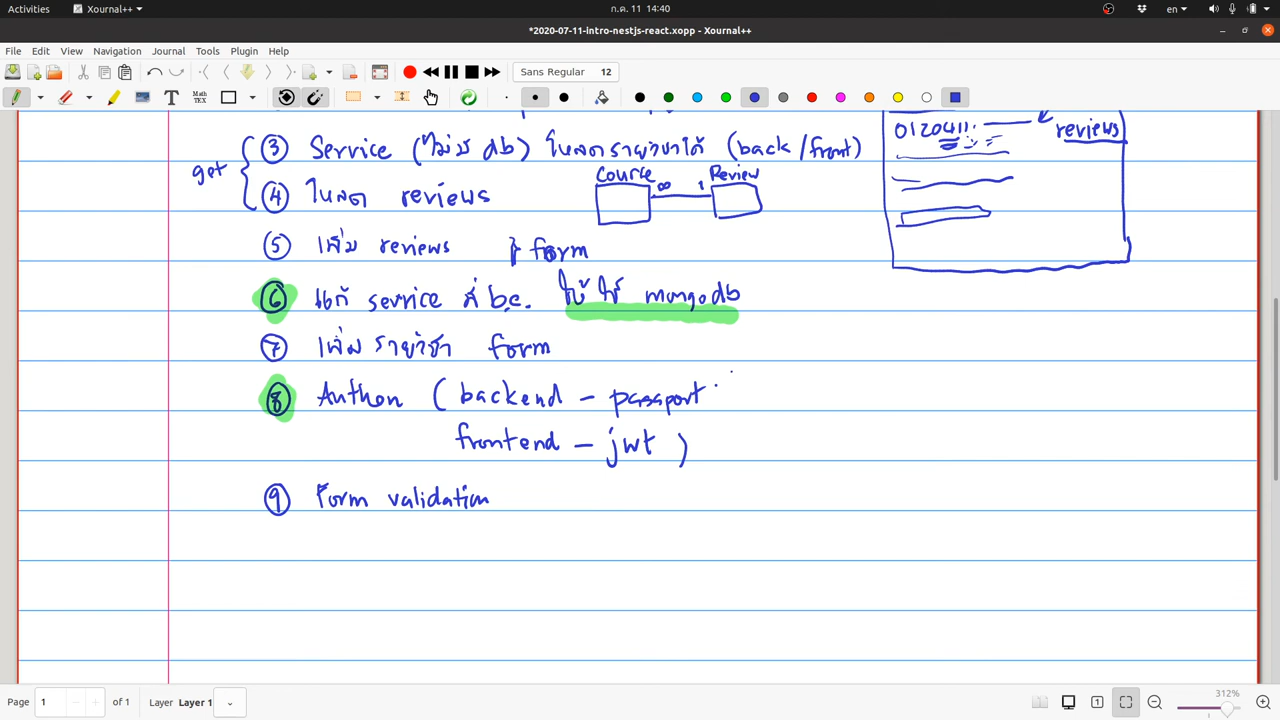 Activities Xournal++ ก.ค. 11 14:40 en
*2020-07-11-intro-nestjs-react.xopp - Xournal++
File Edit View Navigation Journal Tools Plugin Help
Sans Regular 12
get
3 Service (ไม่มี db) โหลดรายวิชาได้ (back/front)
4 โหลด reviews
Course ∞ 1 Review
0120411 reviews
5 เพิ่ม reviews } form
6 แก้ service ที่ b.e. ให้ใช้ mongodb
7 เพิ่มรายวิชา form
8 Authen (backend - passport
frontend - jwt )
9 Form validation
Page 1 of 1 Layer Layer 1 312%